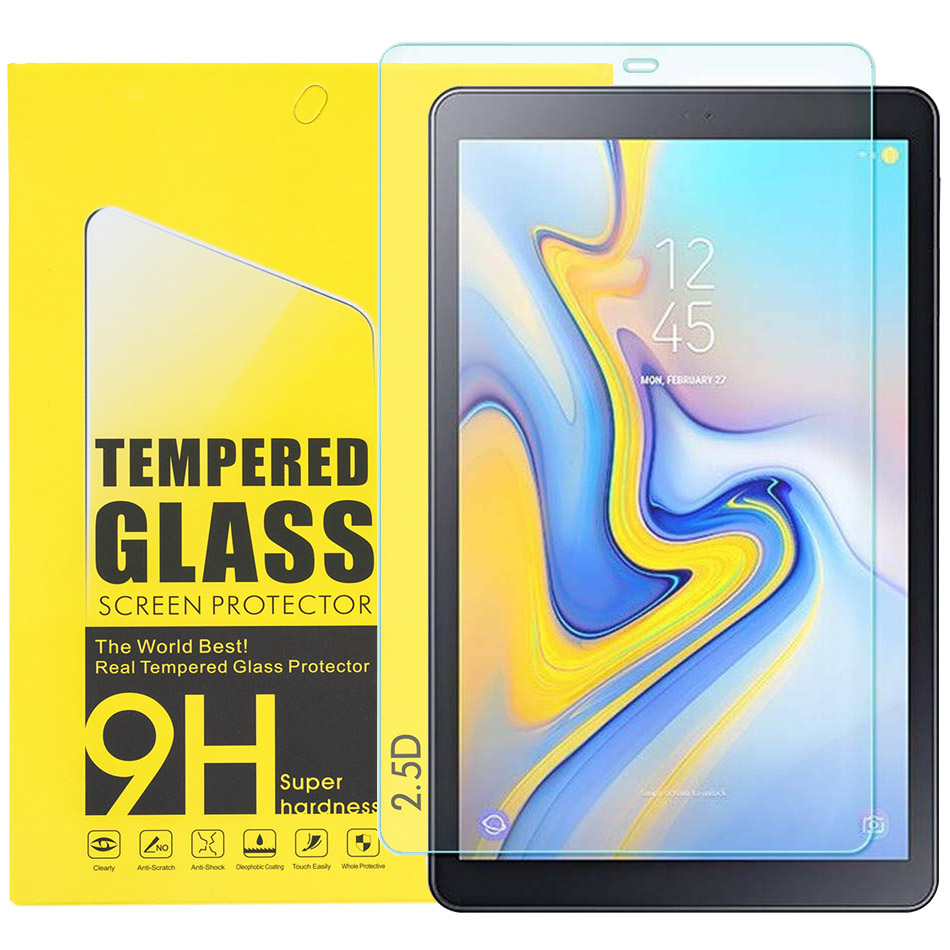 TEMPERED
GLASS
SCREEN PROTECTOR
The World Best!
Real Tempered Glass Protector
9H
Super
hardness
Clearly
Anti-Scratch
NO
Anti-Shock
Oleophobic Coating
Touch Easily
Whole Protective
2.5D
12
45
MON, FEBRUARY 27